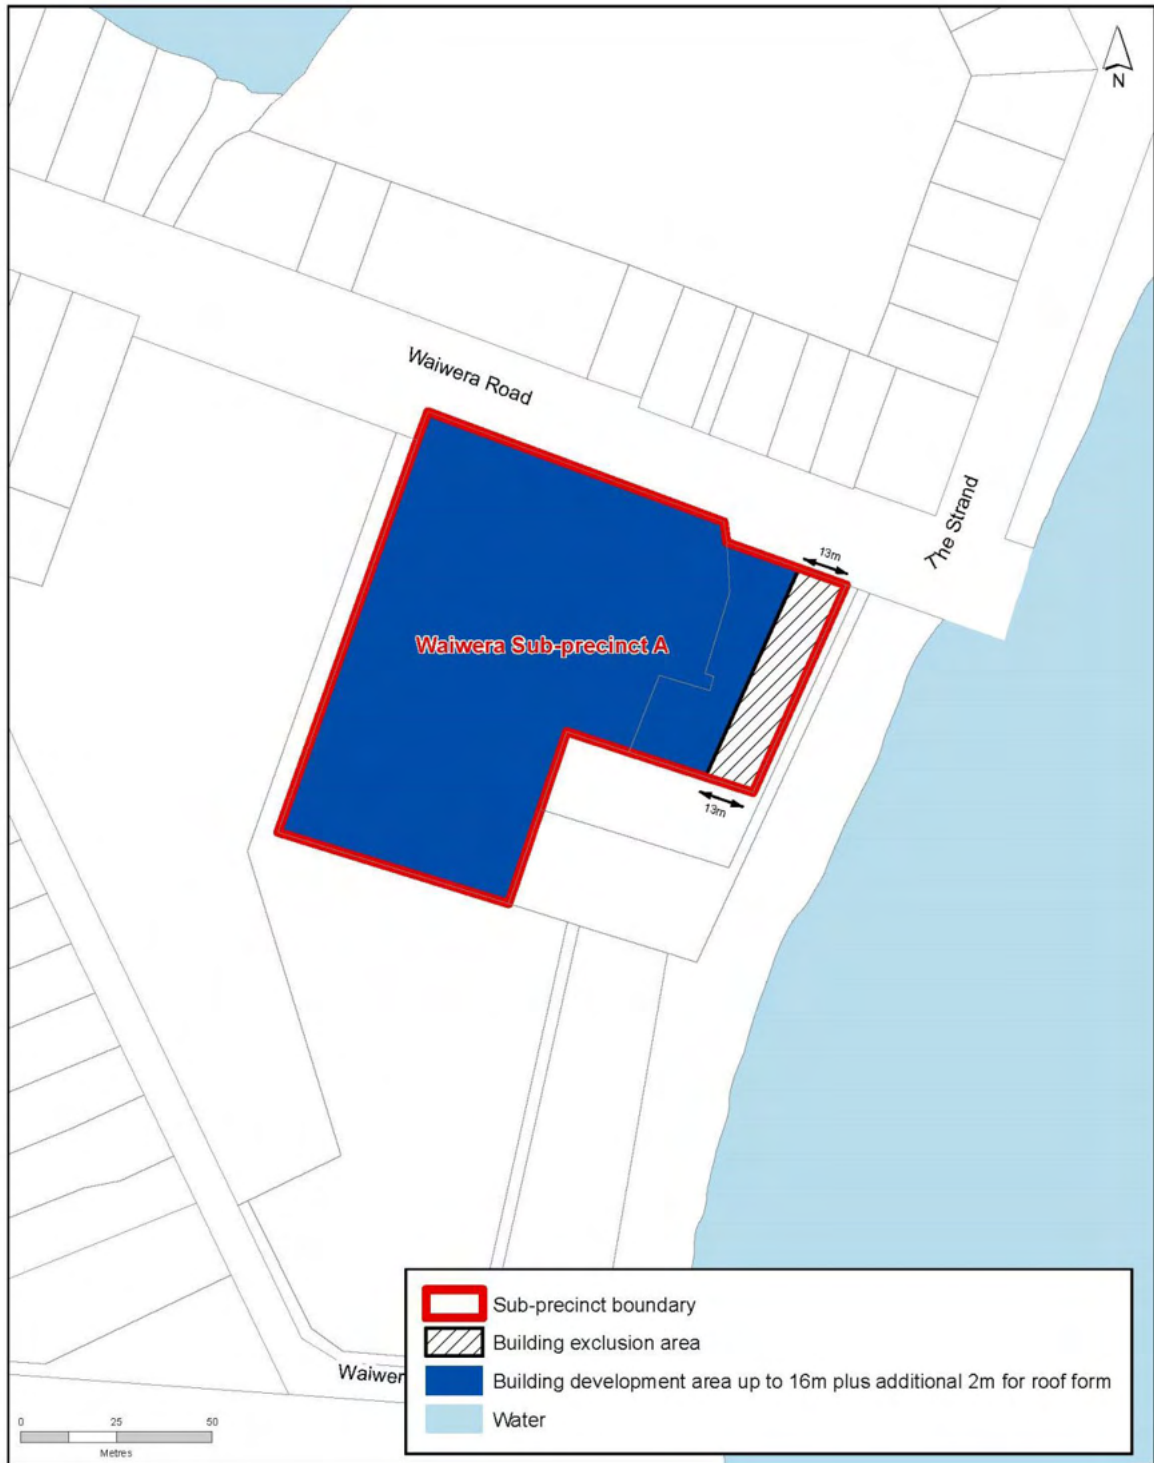 N
Waiwera Road
The Strand
13m
Waiwera Sub-precinct A
13m
Sub-precinct boundary
Building exclusion area
Building development area up to 16m plus additional 2m for roof form
Water
Waiwer
0 25 50
Metres